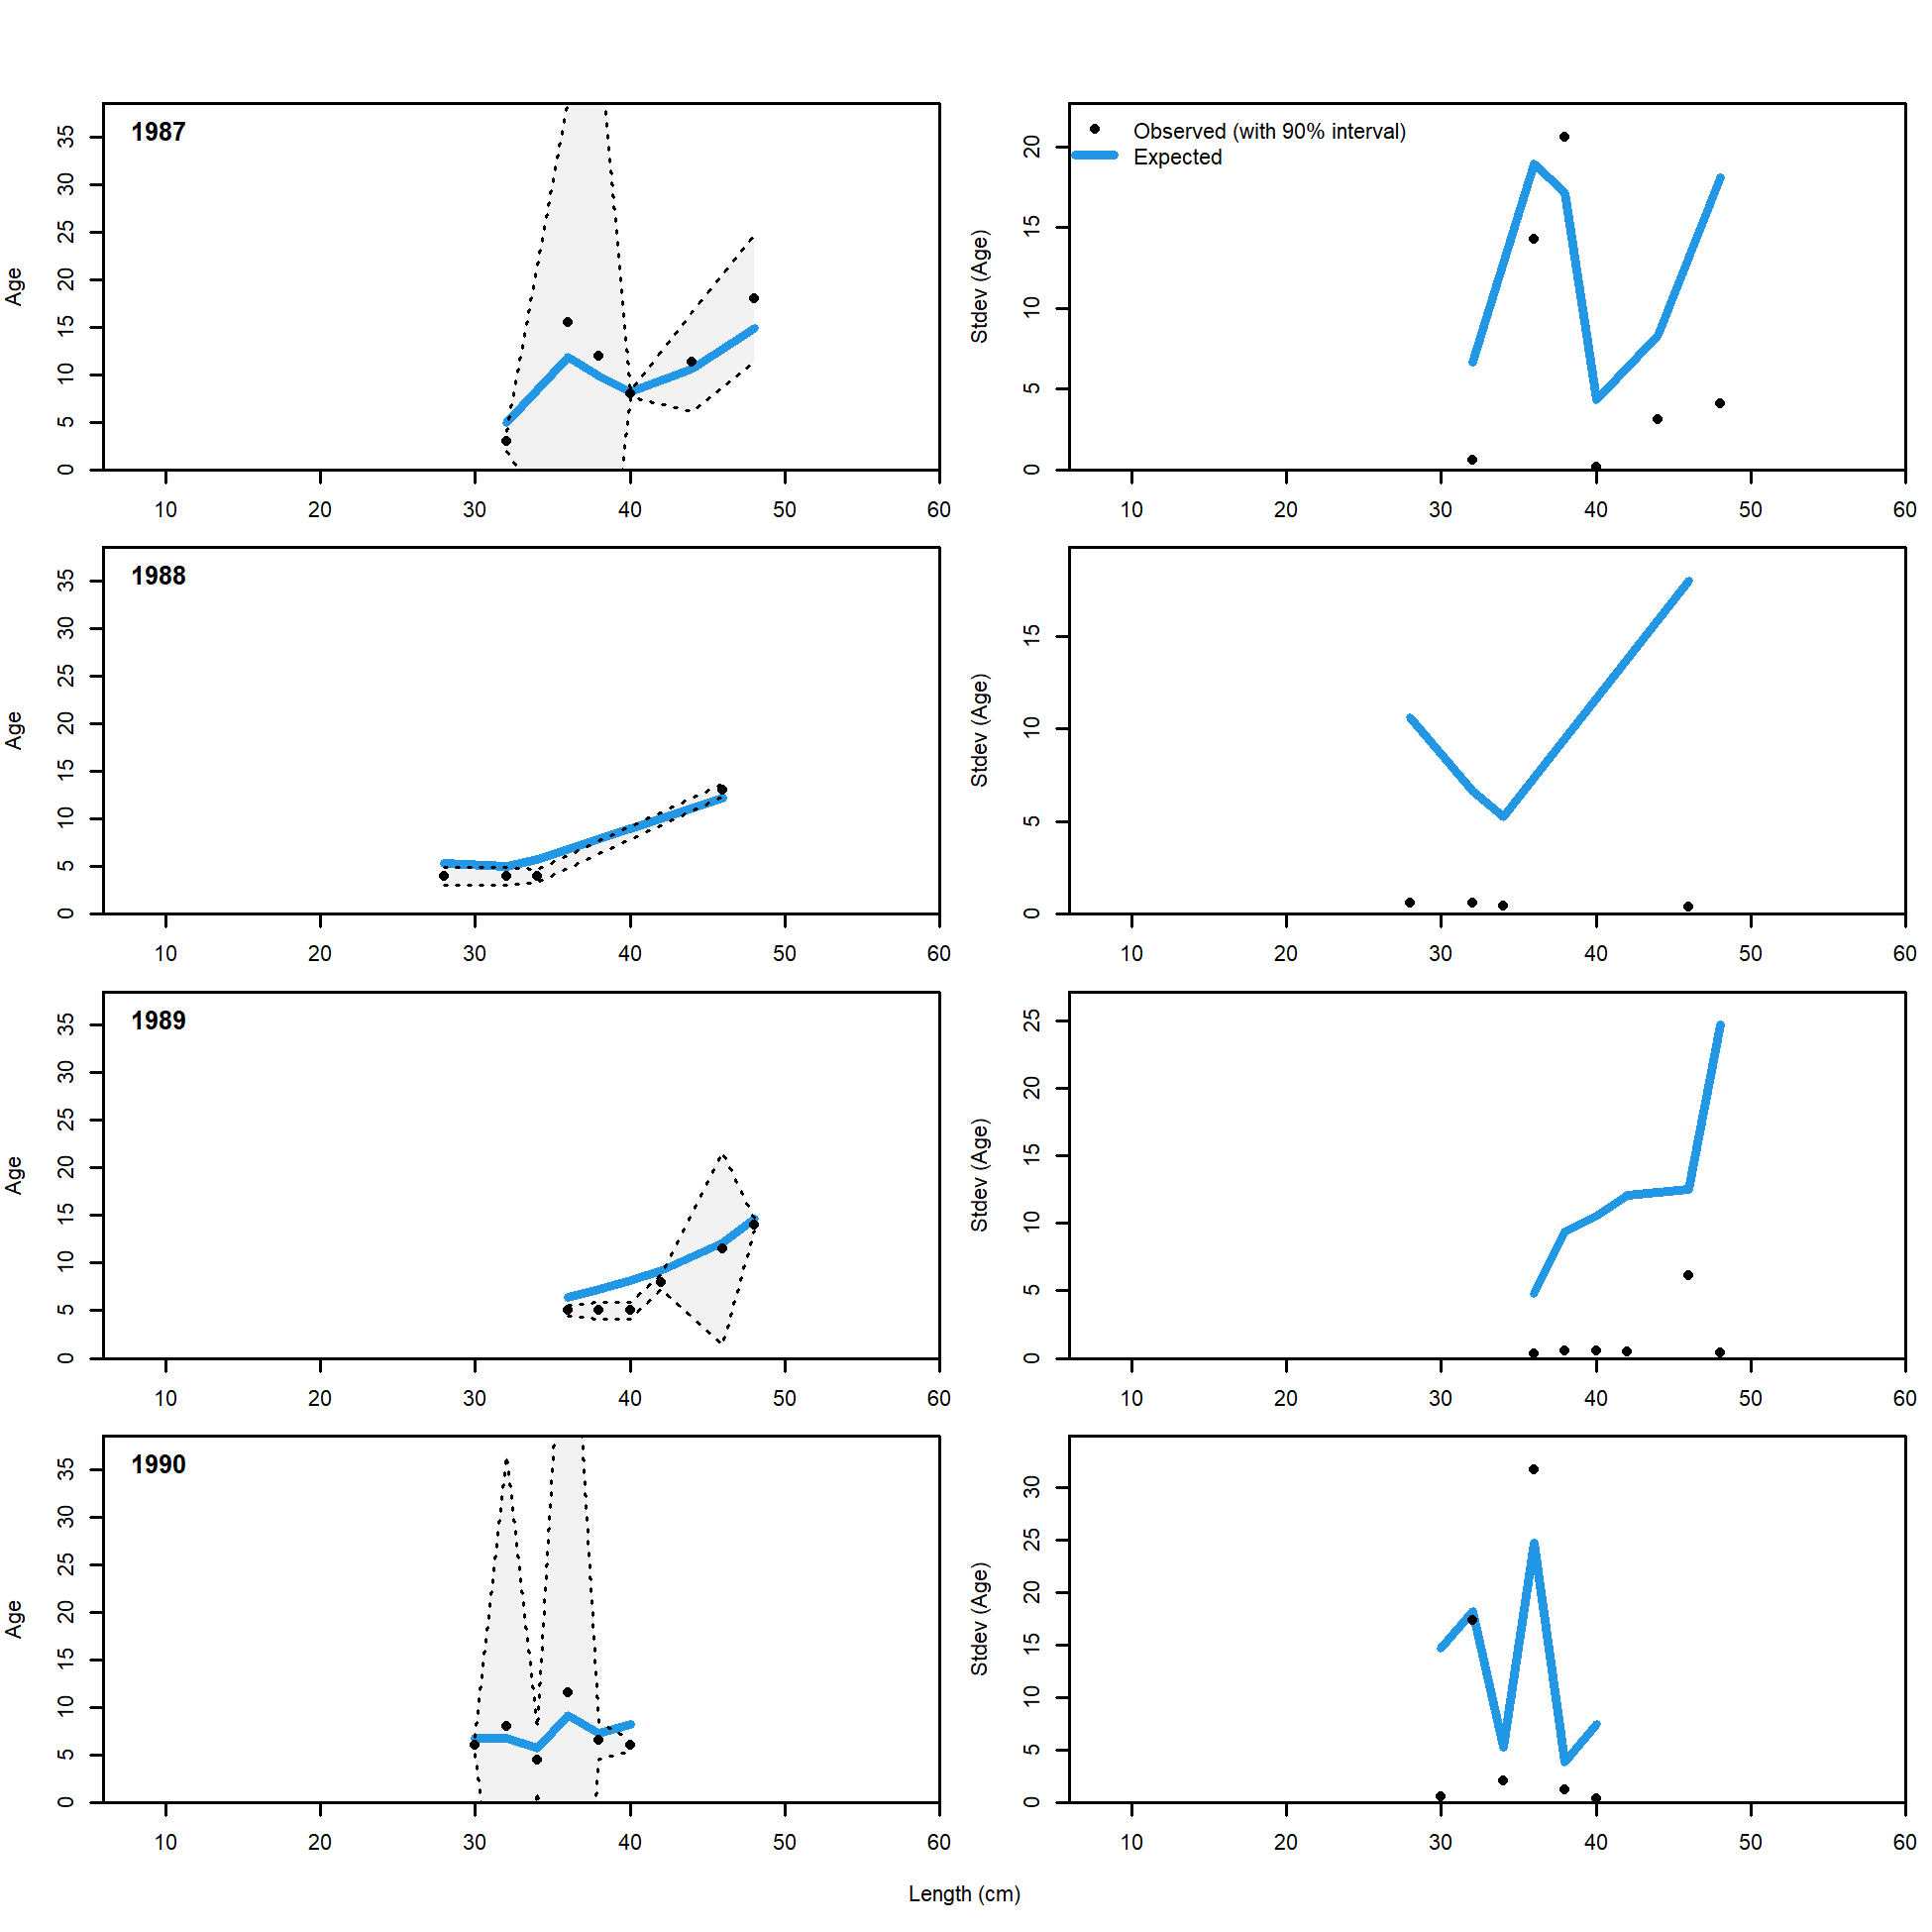 1987
Age
0 5 10 15 20 25 30 35
10 20 30 40 50 60
Observed (with 90% interval)
Expected
Stdev (Age)
0 5 10 15 20
10 20 30 40 50 60
1988
Age
0 5 10 15 20 25 30 35
10 20 30 40 50 60
Stdev (Age)
0 5 10 15
10 20 30 40 50 60
1989
Age
0 5 10 15 20 25 30 35
10 20 30 40 50 60
Stdev (Age)
0 5 10 15 20 25
10 20 30 40 50 60
1990
Age
0 5 10 15 20 25 30 35
10 20 30 40 50 60
Stdev (Age)
0 5 10 15 20 25 30
10 20 30 40 50 60
Length (cm)